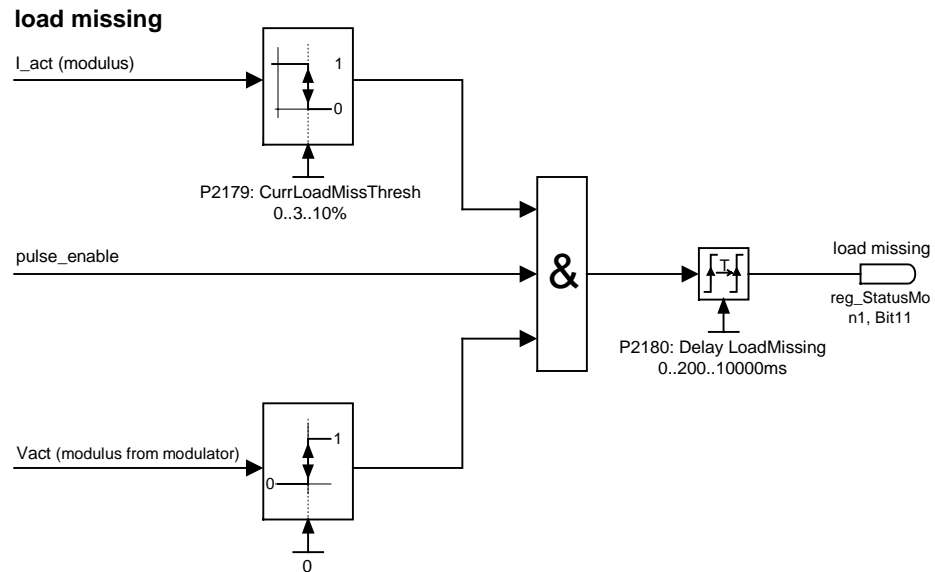 load missing
I_act (modulus)
1
0
P2179: CurrLoadMissThresh
0..3..10%
pulse_enable
&
T
load missing
reg_StatusMo
n1, Bit11
P2180: Delay LoadMissing
0..200..10000ms
Vact (modulus from modulator)
1
0
0